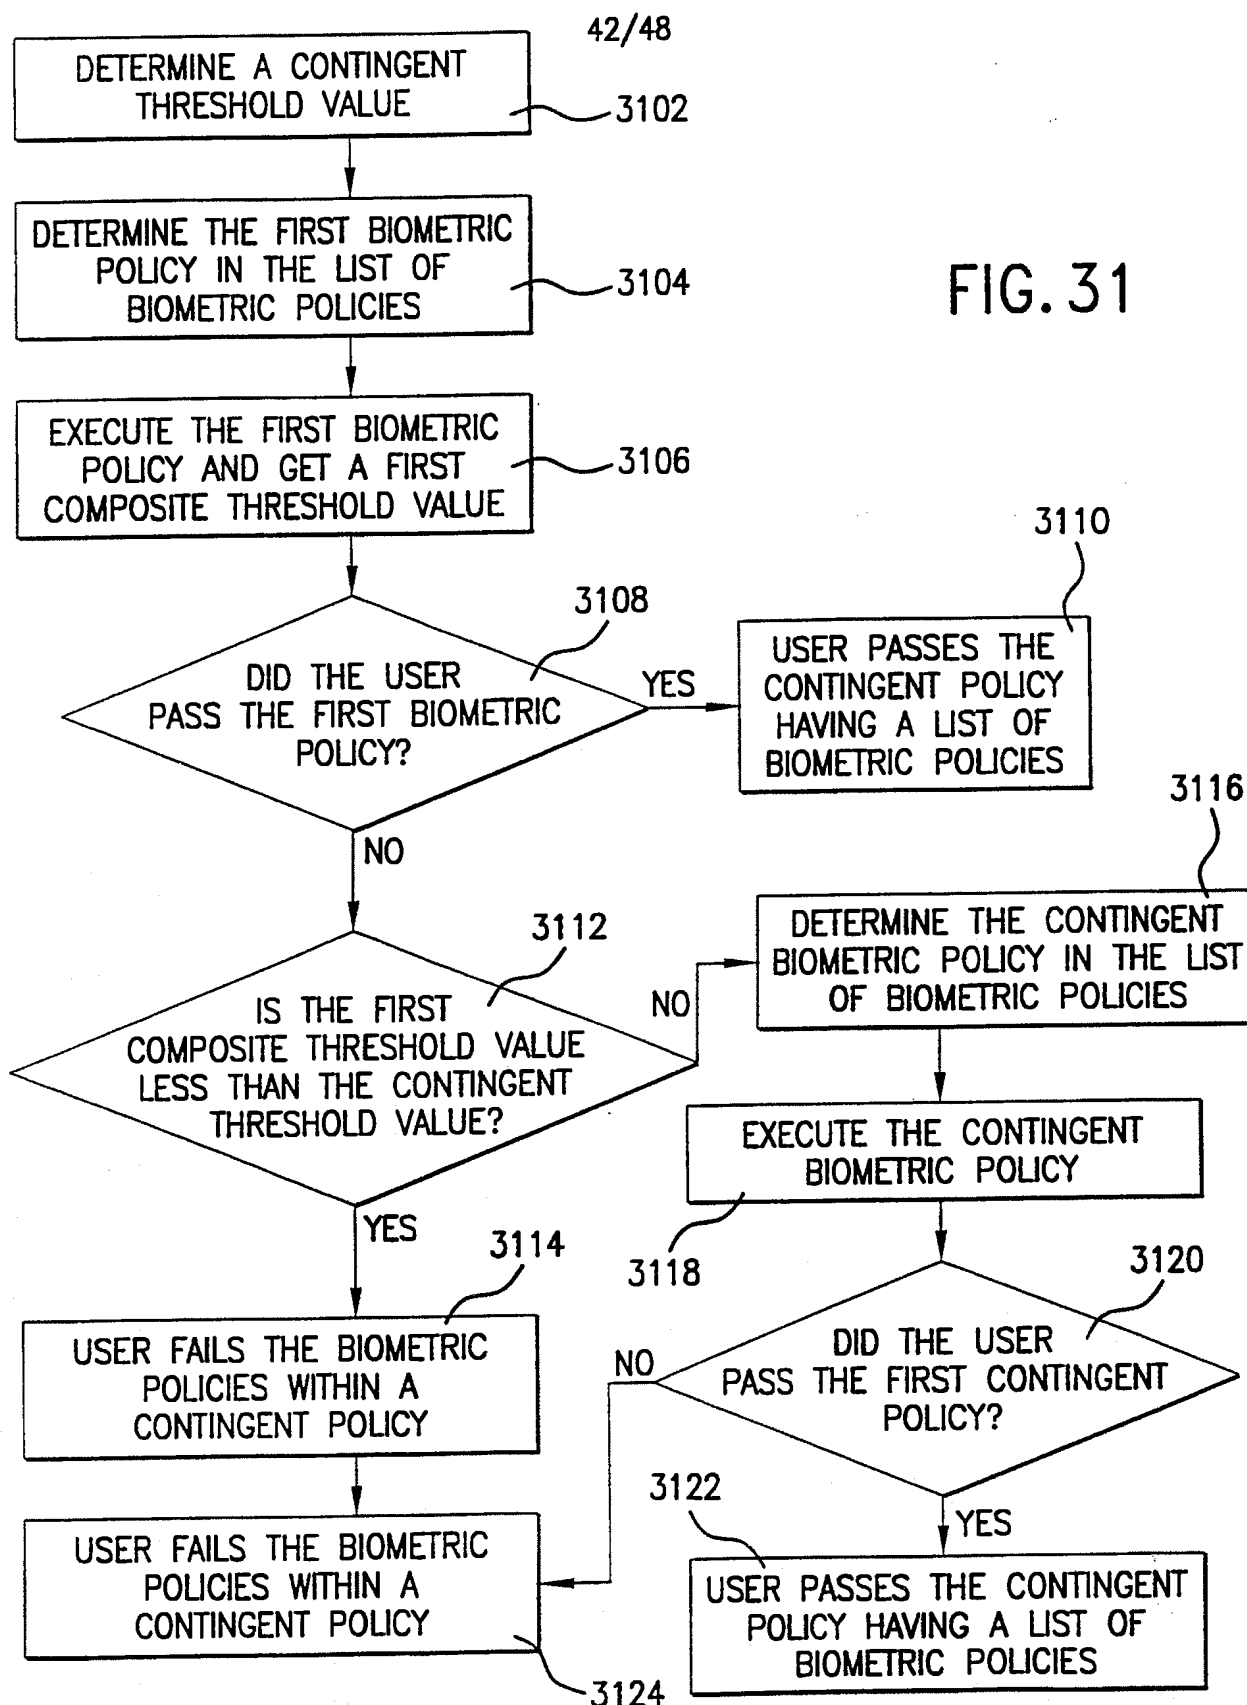 42/48
DETERMINE A CONTINGENT
THRESHOLD VALUE
3102
DETERMINE THE FIRST BIOMETRIC
POLICY IN THE LIST OF
BIOMETRIC POLICIES
3104
FIG. 31
EXECUTE THE FIRST BIOMETRIC
POLICY AND GET A FIRST
COMPOSITE THRESHOLD VALUE
3106
3108
DID THE USER
PASS THE FIRST BIOMETRIC
POLICY?
YES
3110
USER PASSES THE
CONTINGENT POLICY
HAVING A LIST OF
BIOMETRIC POLICIES
NO
3112
IS THE FIRST
COMPOSITE THRESHOLD VALUE
LESS THAN THE CONTINGENT
THRESHOLD VALUE?
NO
3116
DETERMINE THE CONTINGENT
BIOMETRIC POLICY IN THE LIST
OF BIOMETRIC POLICIES
EXECUTE THE CONTINGENT
BIOMETRIC POLICY
3118
YES
3114
USER FAILS THE BIOMETRIC
POLICIES WITHIN A
CONTINGENT POLICY
3120
DID THE USER
PASS THE FIRST CONTINGENT
POLICY?
NO
USER FAILS THE BIOMETRIC
POLICIES WITHIN A
CONTINGENT POLICY
3124
YES
3122
USER PASSES THE CONTINGENT
POLICY HAVING A LIST OF
BIOMETRIC POLICIES